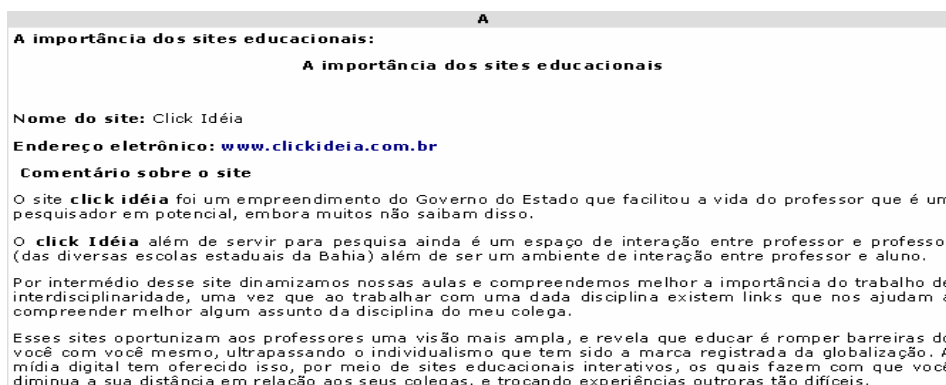 A
A importância dos sites educacionais:
A importância dos sites educacionais
Nome do site: Click Idéia
Endereço eletrônico: www.clickideia.com.br
Comentário sobre o site
O site click idéia foi um empreendimento do Governo do Estado que facilitou a vida do professor que é um
pesquisador em potencial, embora muitos não saibam disso.
O click Idéia além de servir para pesquisa ainda é um espaço de interação entre professor e professor
(das diversas escolas estaduais da Bahia) além de ser um ambiente de interação entre professor e aluno.
Por intermédio desse site dinamizamos nossas aulas e compreendemos melhor a importância do trabalho de
interdisciplinaridade, uma vez que ao trabalhar com uma dada disciplina existem links que nos ajudam a
compreender melhor algum assunto da disciplina do meu colega.
Esses sites oportunizam aos professores uma visão mais ampla, e revela que educar é romper barreiras do
você com você mesmo, ultrapassando o individualismo que tem sido a marca registrada da globalização. A
mídia digital tem oferecido isso, por meio de sites educacionais interativos, os quais fazem com que você
diminua a sua distância em relação aos seus colegas, e trocando experiências outroras tão difíceis.